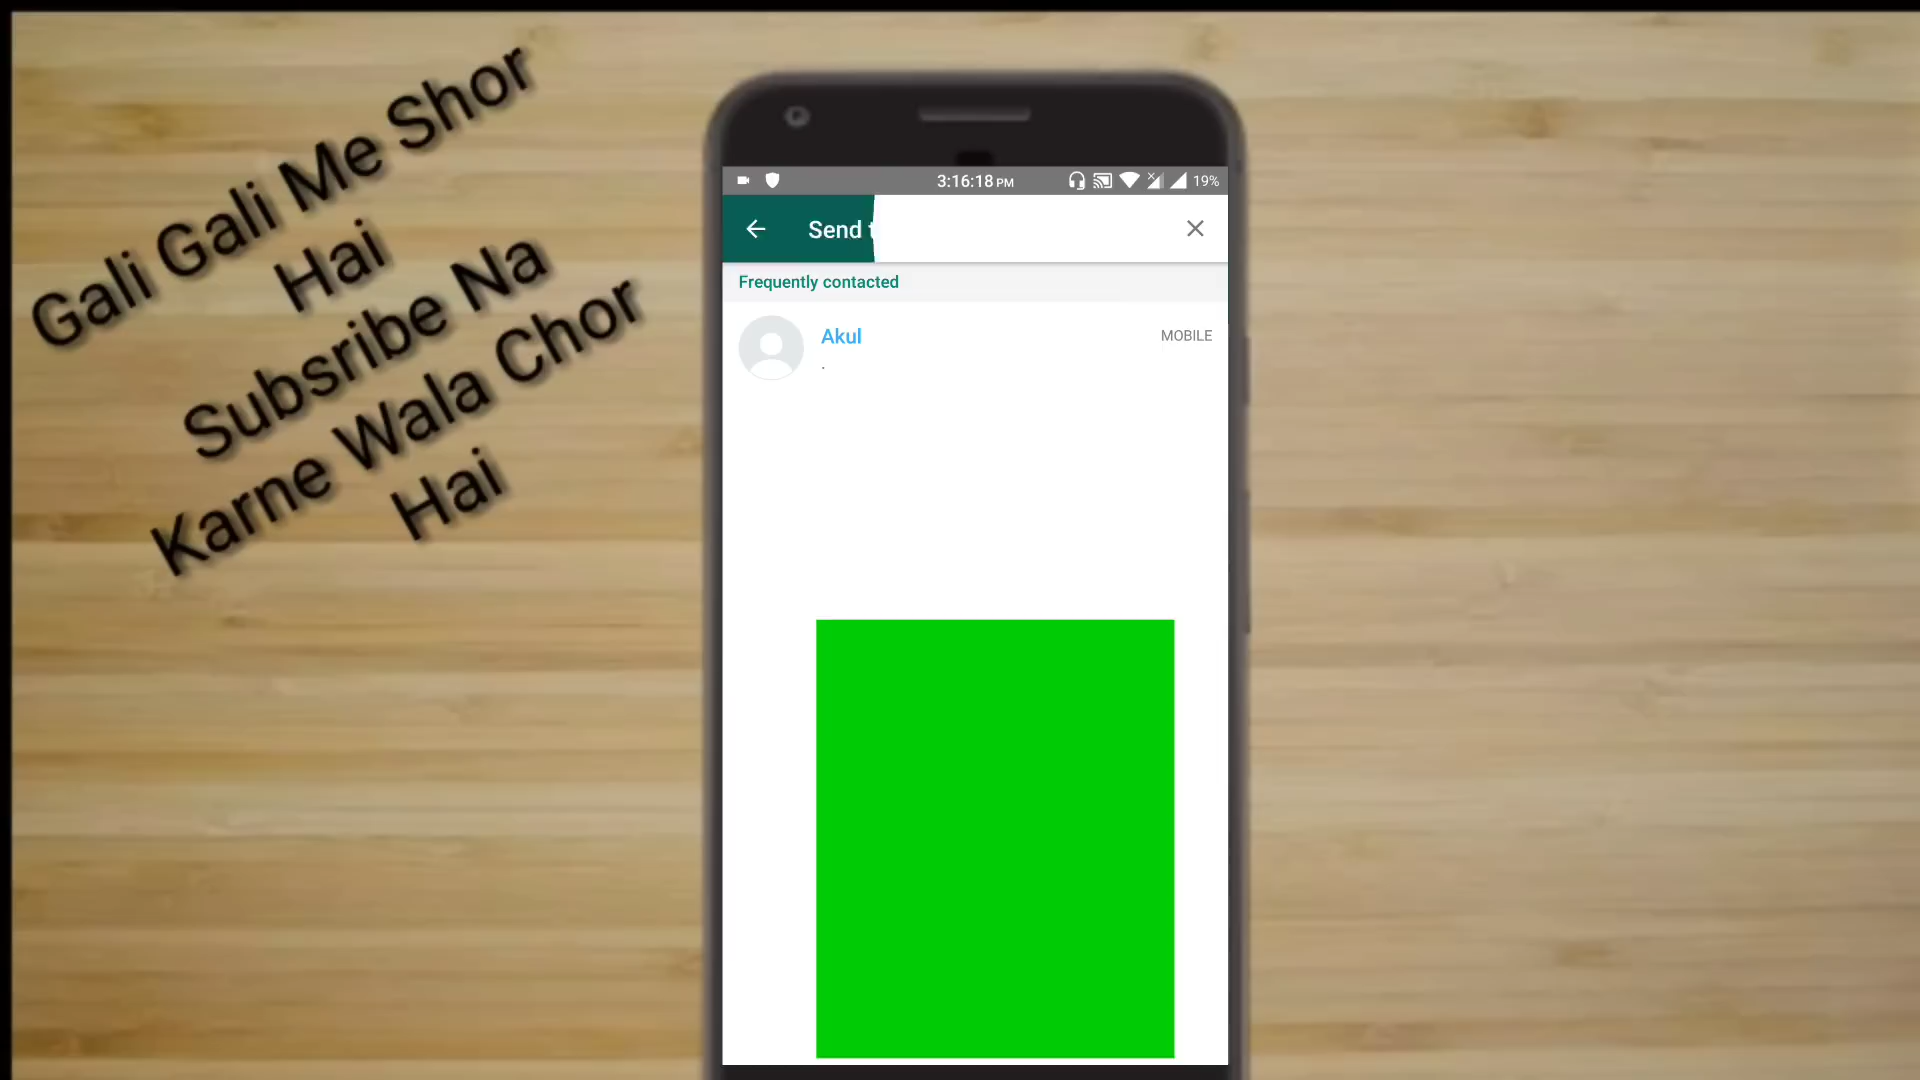 Gali Gali Me Shor
Hai
Subsribe Na
Karne Wala Chor
Hai
3:16:18 PM
19%
Send
Frequently contacted
Akul
MOBILE
.